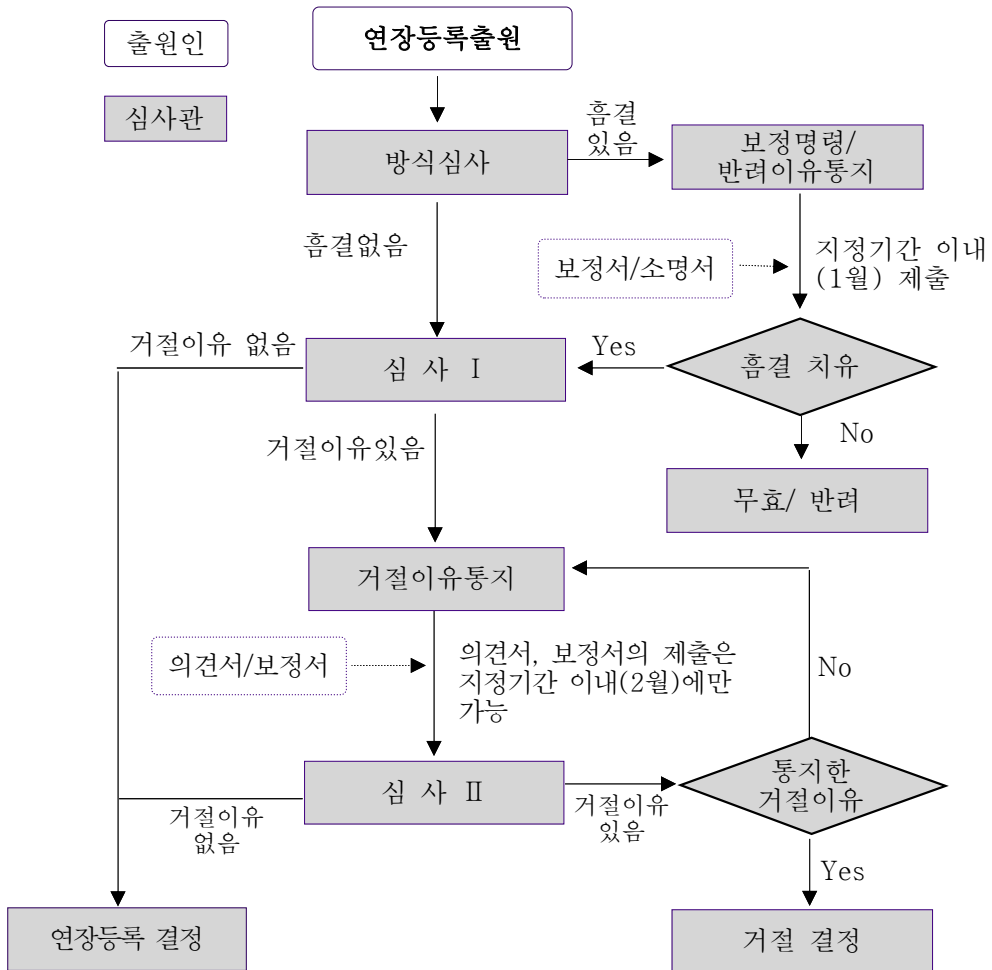 출원인
연장등록출원
심사관
흠결
있음
방식심사
보정명령/
반려이유통지
흠결없음
보정서/소명서
지정기간 이내
(1월) 제출
거절이유 없음
심 사 Ⅰ
Yes
흠결 치유
No
거절이유있음
무효/ 반려
거절이유통지
의견서/보정서
의견서, 보정서의 제출은
지정기간 이내(2월)에만
가능
No
심 사 Ⅱ
통지한
거절이유
거절이유
없음
거절이유
있음
Yes
연장등록 결정
거절 결정